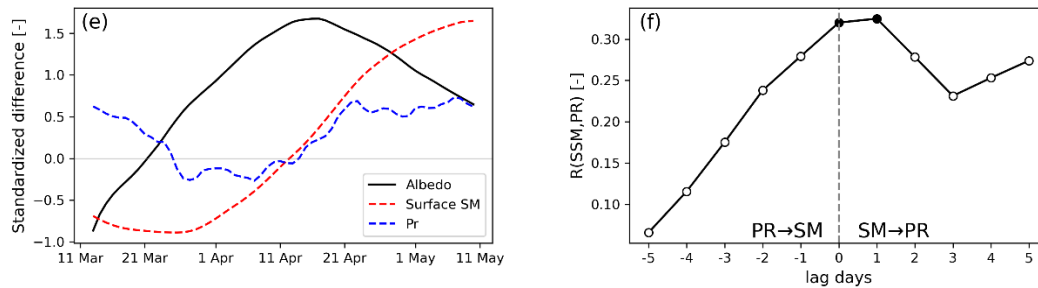 (e)
Standardized difference [-]
1.5
1.0
0.5
0.0
−0.5
−1.0
Albedo
Surface SM
Pr
11 Mar 21 Mar 1 Apr 11 Apr 21 Apr 1 May 11 May
(f)
R(SSM,PR) [-]
0.30
0.25
0.20
0.15
0.10
PR→SM SM→PR
-5 -4 -3 -2 -1 0 1 2 3 4 5
lag days